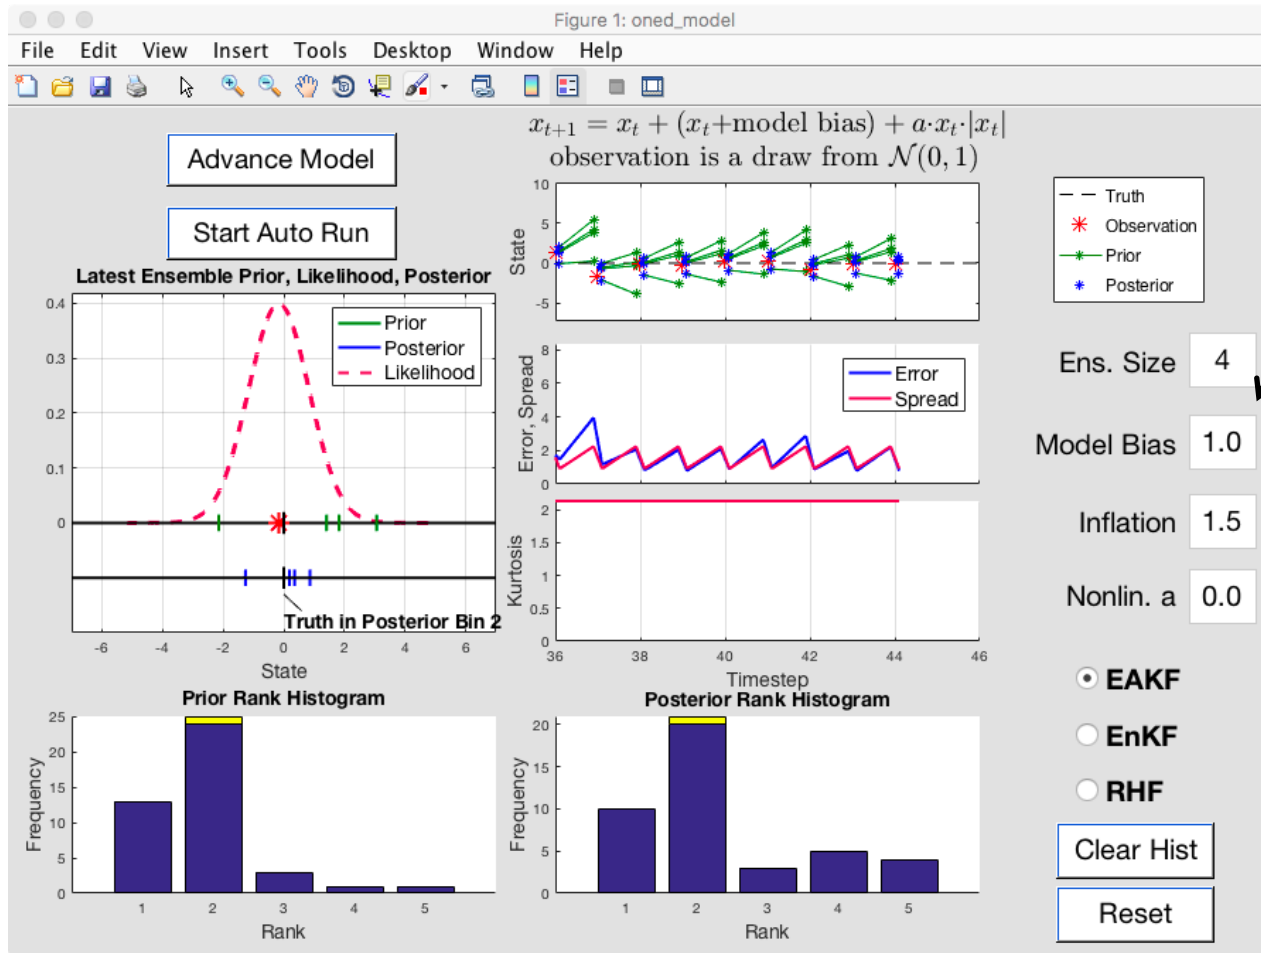 Figure 1: oned_model
File Edit View Insert Tools Desktop Window Help
x_{t+1} = x_t + (x_t+model bias) + a·x_t·|x_t|
observation is a draw from 𝒩(0, 1)
Advance Model
Start Auto Run
Latest Ensemble Prior, Likelihood, Posterior
0.4
0.3
0.2
0.1
0
Prior
Posterior
Likelihood
Truth in Posterior Bin 2
-6 -4 -2 0 2 4 6
State
10
5
0
-5
State
Truth
Observation
Prior
Posterior
8
6
4
2
0
Error, Spread
Error
Spread
2
1.5
1
0.5
0
Kurtosis
36 38 40 42 44 46
Timestep
Ens. Size 4
Model Bias 1.0
Inflation 1.5
Nonlin. a 0.0
EAKF
EnKF
RHF
Clear Hist
Reset
Prior Rank Histogram
25
20
15
10
5
0
Frequency
1 2 3 4 5
Rank
Posterior Rank Histogram
20
15
10
5
0
Frequency
1 2 3 4 5
Rank